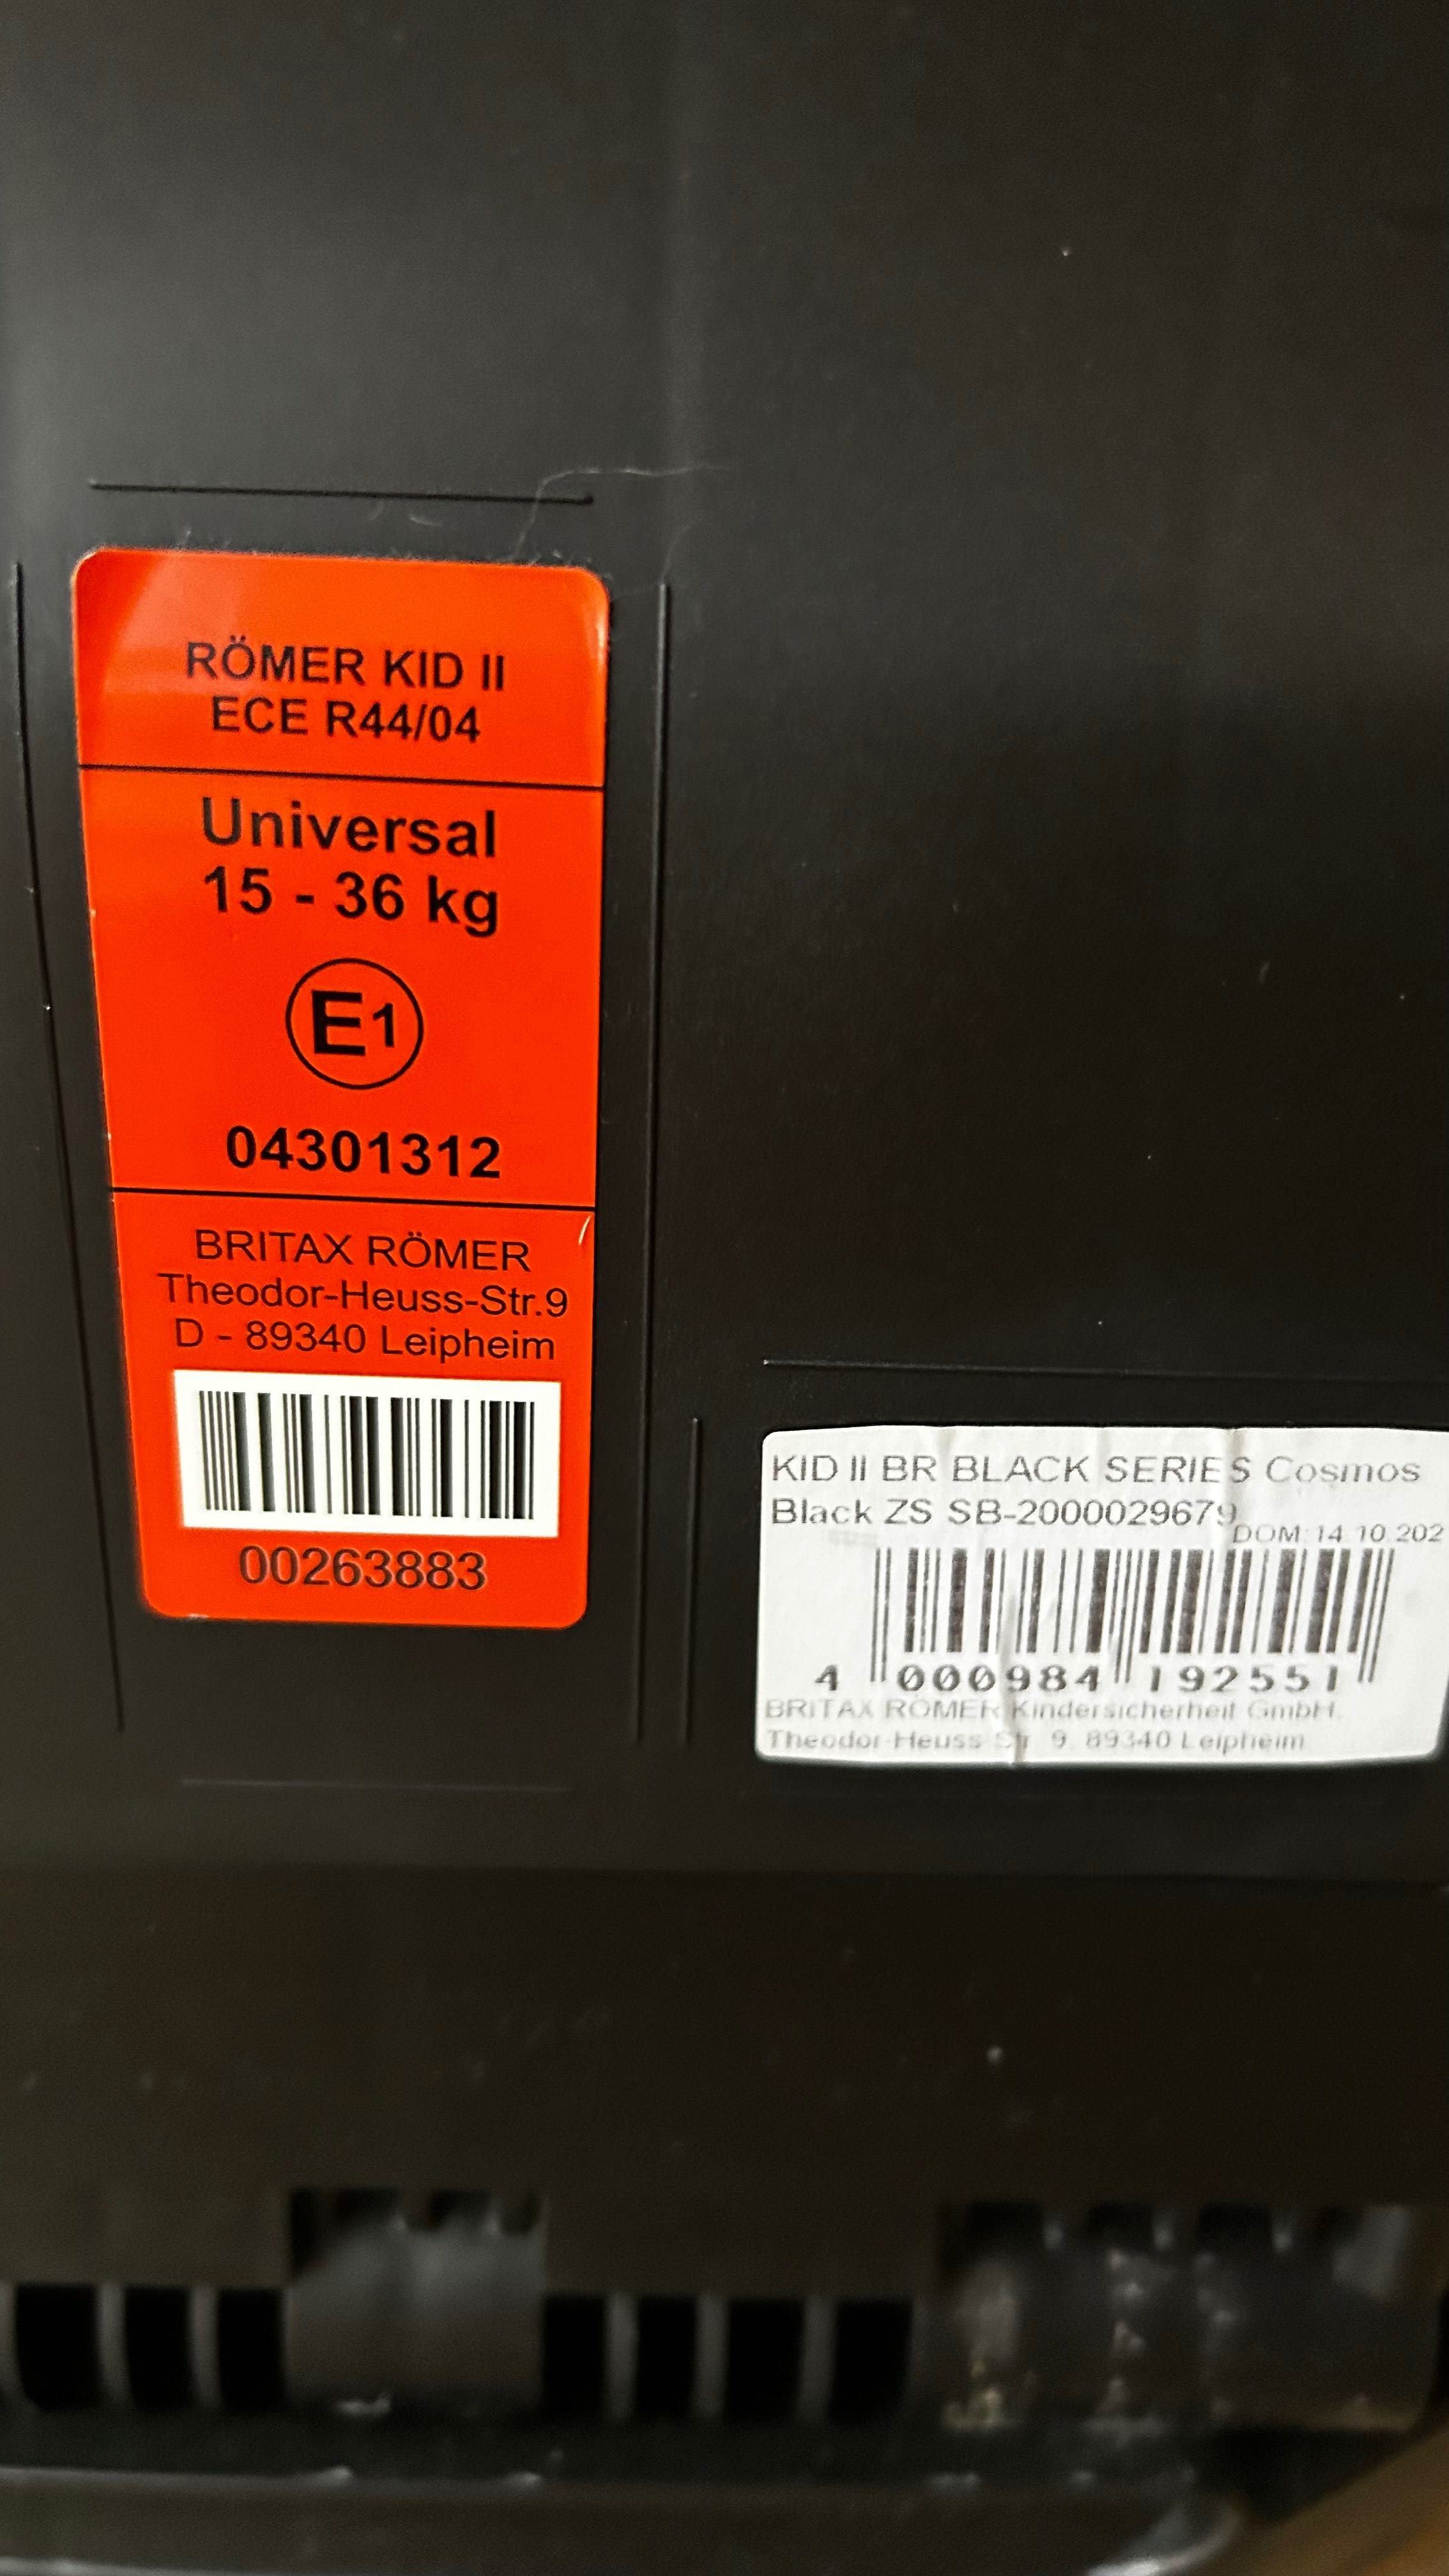 RÖMER KID II
ECE R44/04
Universal
15 - 36 kg
E1
04301312
BRITAX RÖMER
Theodor-Heuss-Str.9
D - 89340 Leipheim
00263883
KID II BR BLACK SERIES Cosmos
Black ZS SB-2000029679
DOM: 14.10.202
4 000984 192551
BRITAX RÖMER Kindersicherheit GmbH.
Theodor-Heuss-Str. 9, 89340 Leipheim